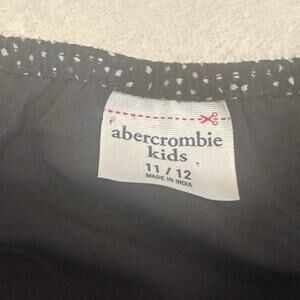 abercrombie
kids
11 / 12
MADE IN INDIA